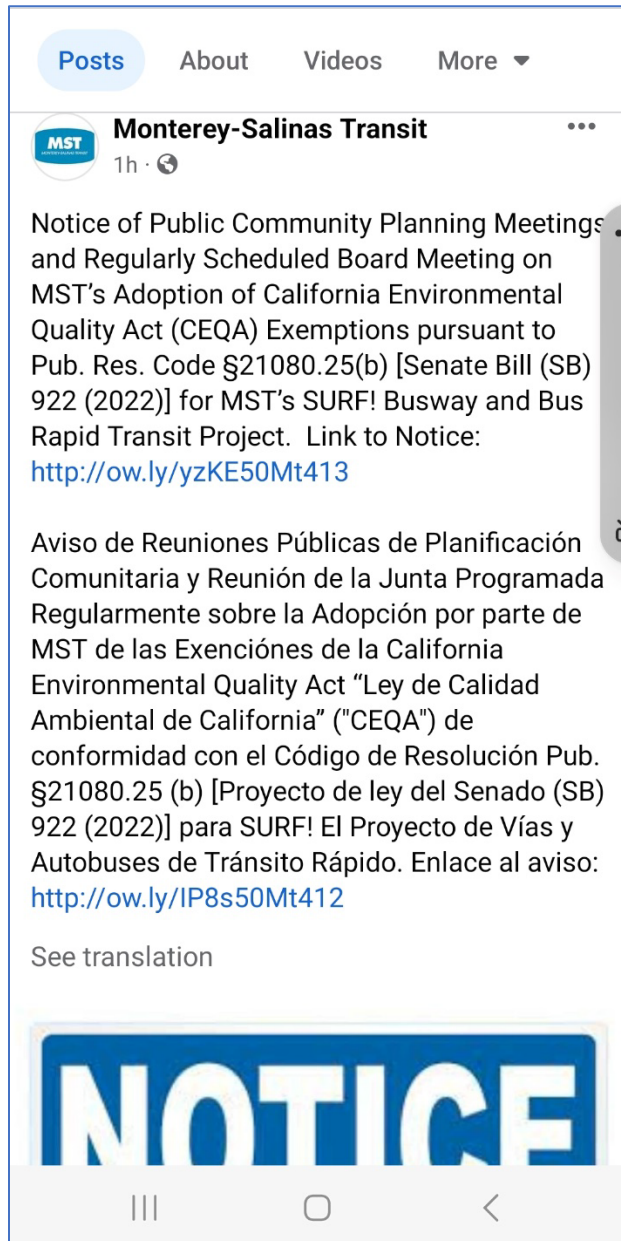 Posts About Videos More
MST
Monterey-Salinas Transit
1h
Notice of Public Community Planning Meetings
and Regularly Scheduled Board Meeting on
MST's Adoption of California Environmental
Quality Act (CEQA) Exemptions pursuant to
Pub. Res. Code §21080.25(b) [Senate Bill (SB)
922 (2022)] for MST's SURF! Busway and Bus
Rapid Transit Project.  Link to Notice:
http://ow.ly/yzKE50Mt413
Aviso de Reuniones Públicas de Planificación
Comunitaria y Reunión de la Junta Programada
Regularmente sobre la Adopción por parte de
MST de las Exenciónes de la California
Environmental Quality Act “Ley de Calidad
Ambiental de California” ("CEQA") de
conformidad con el Código de Resolución Pub.
§21080.25 (b) [Proyecto de ley del Senado (SB)
922 (2022)] para SURF! El Proyecto de Vías y
Autobuses de Tránsito Rápido. Enlace al aviso:
http://ow.ly/IP8s50Mt412
See translation
NOTICE